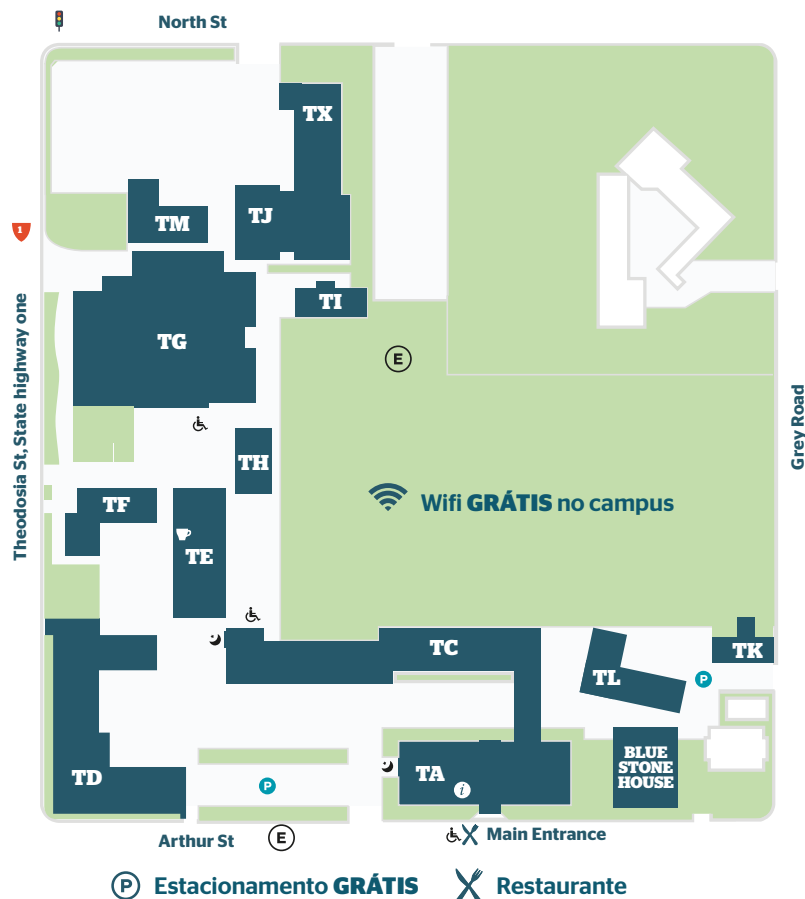 North St
TX
TM
TJ
1
TI
TG
E
Theodosia St, State highway one
Grey Road
TH
Wifi GRÁTIS no campus
TF
TE
TC
TK
TL
P
BLUE
STONE
HOUSE
TA
i
TD
P
Arthur St
E
Main Entrance
P Estacionamento GRÁTIS
Restaurante